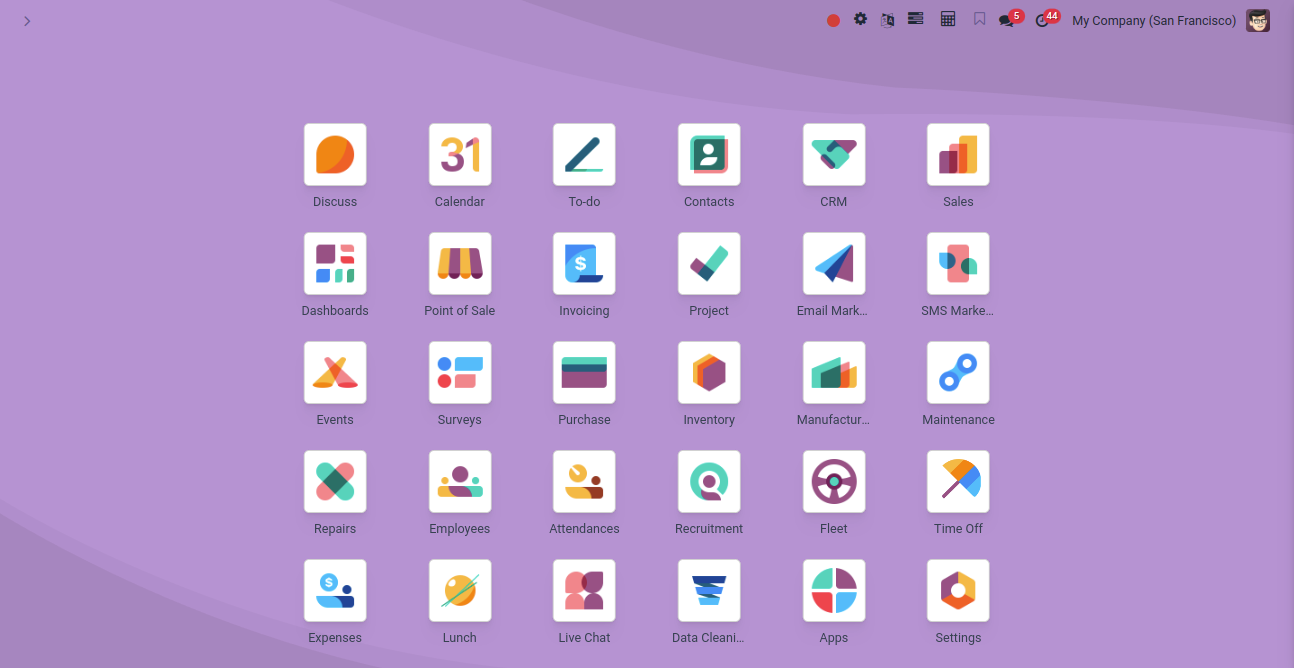 5 44 My Company (San Francisco)
31
Discuss Calendar To-do Contacts CRM Sales
$
Dashboards Point of Sale Invoicing Project Email Mark... SMS Marke...
Events Surveys Purchase Inventory Manufactur... Maintenance
Repairs Employees Attendances Recruitment Fleet Time Off
$
Expenses Lunch Live Chat Data Cleani... Apps Settings